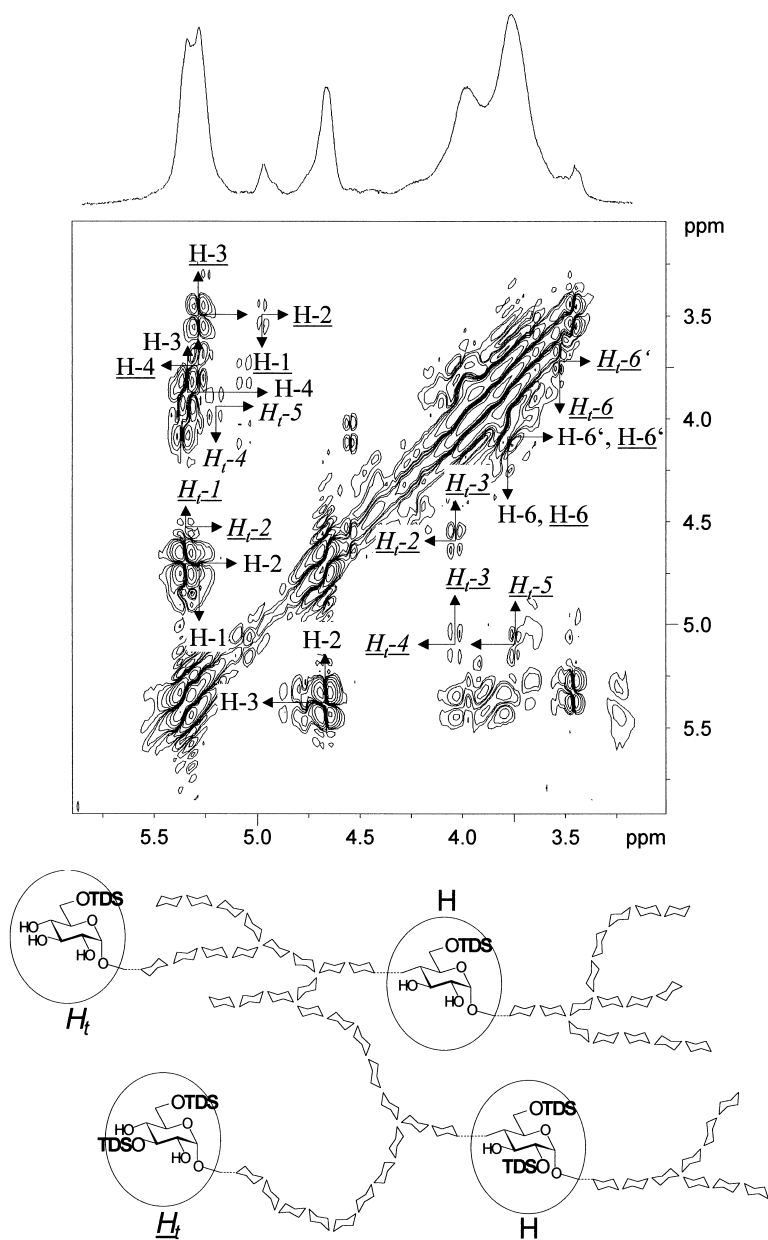 ppm
<u>H-3</u>
3.5
H-3
<u>H-2</u>
<u>H-4</u>
<u>H-1</u>
<u>Hₜ-6‘</u>
H-4
Hₜ-5
4.0
<u>Hₜ-6</u>
Hₜ-4
H-6‘, <u>H-6‘</u>
<u>Hₜ-1</u>
<u>Hₜ-3</u>
H-6, <u>H-6</u>
<u>Hₜ-2</u>
4.5
<u>Hₜ-2</u>
H-2
<u>Hₜ-3</u>
<u>Hₜ-5</u>
5.0
H-1
H-2
<u>Hₜ-4</u>
H-3
5.5
5.5 5.0 4.5 4.0 3.5 ppm
OTDS
HO
O
HO
HO
O
Hₜ
H
OTDS
O
HO
HO
O
OTDS
HO
O
TDSO
HO
O
<u>Hₜ</u>
OTDS
O
HO
TDSO
O
H